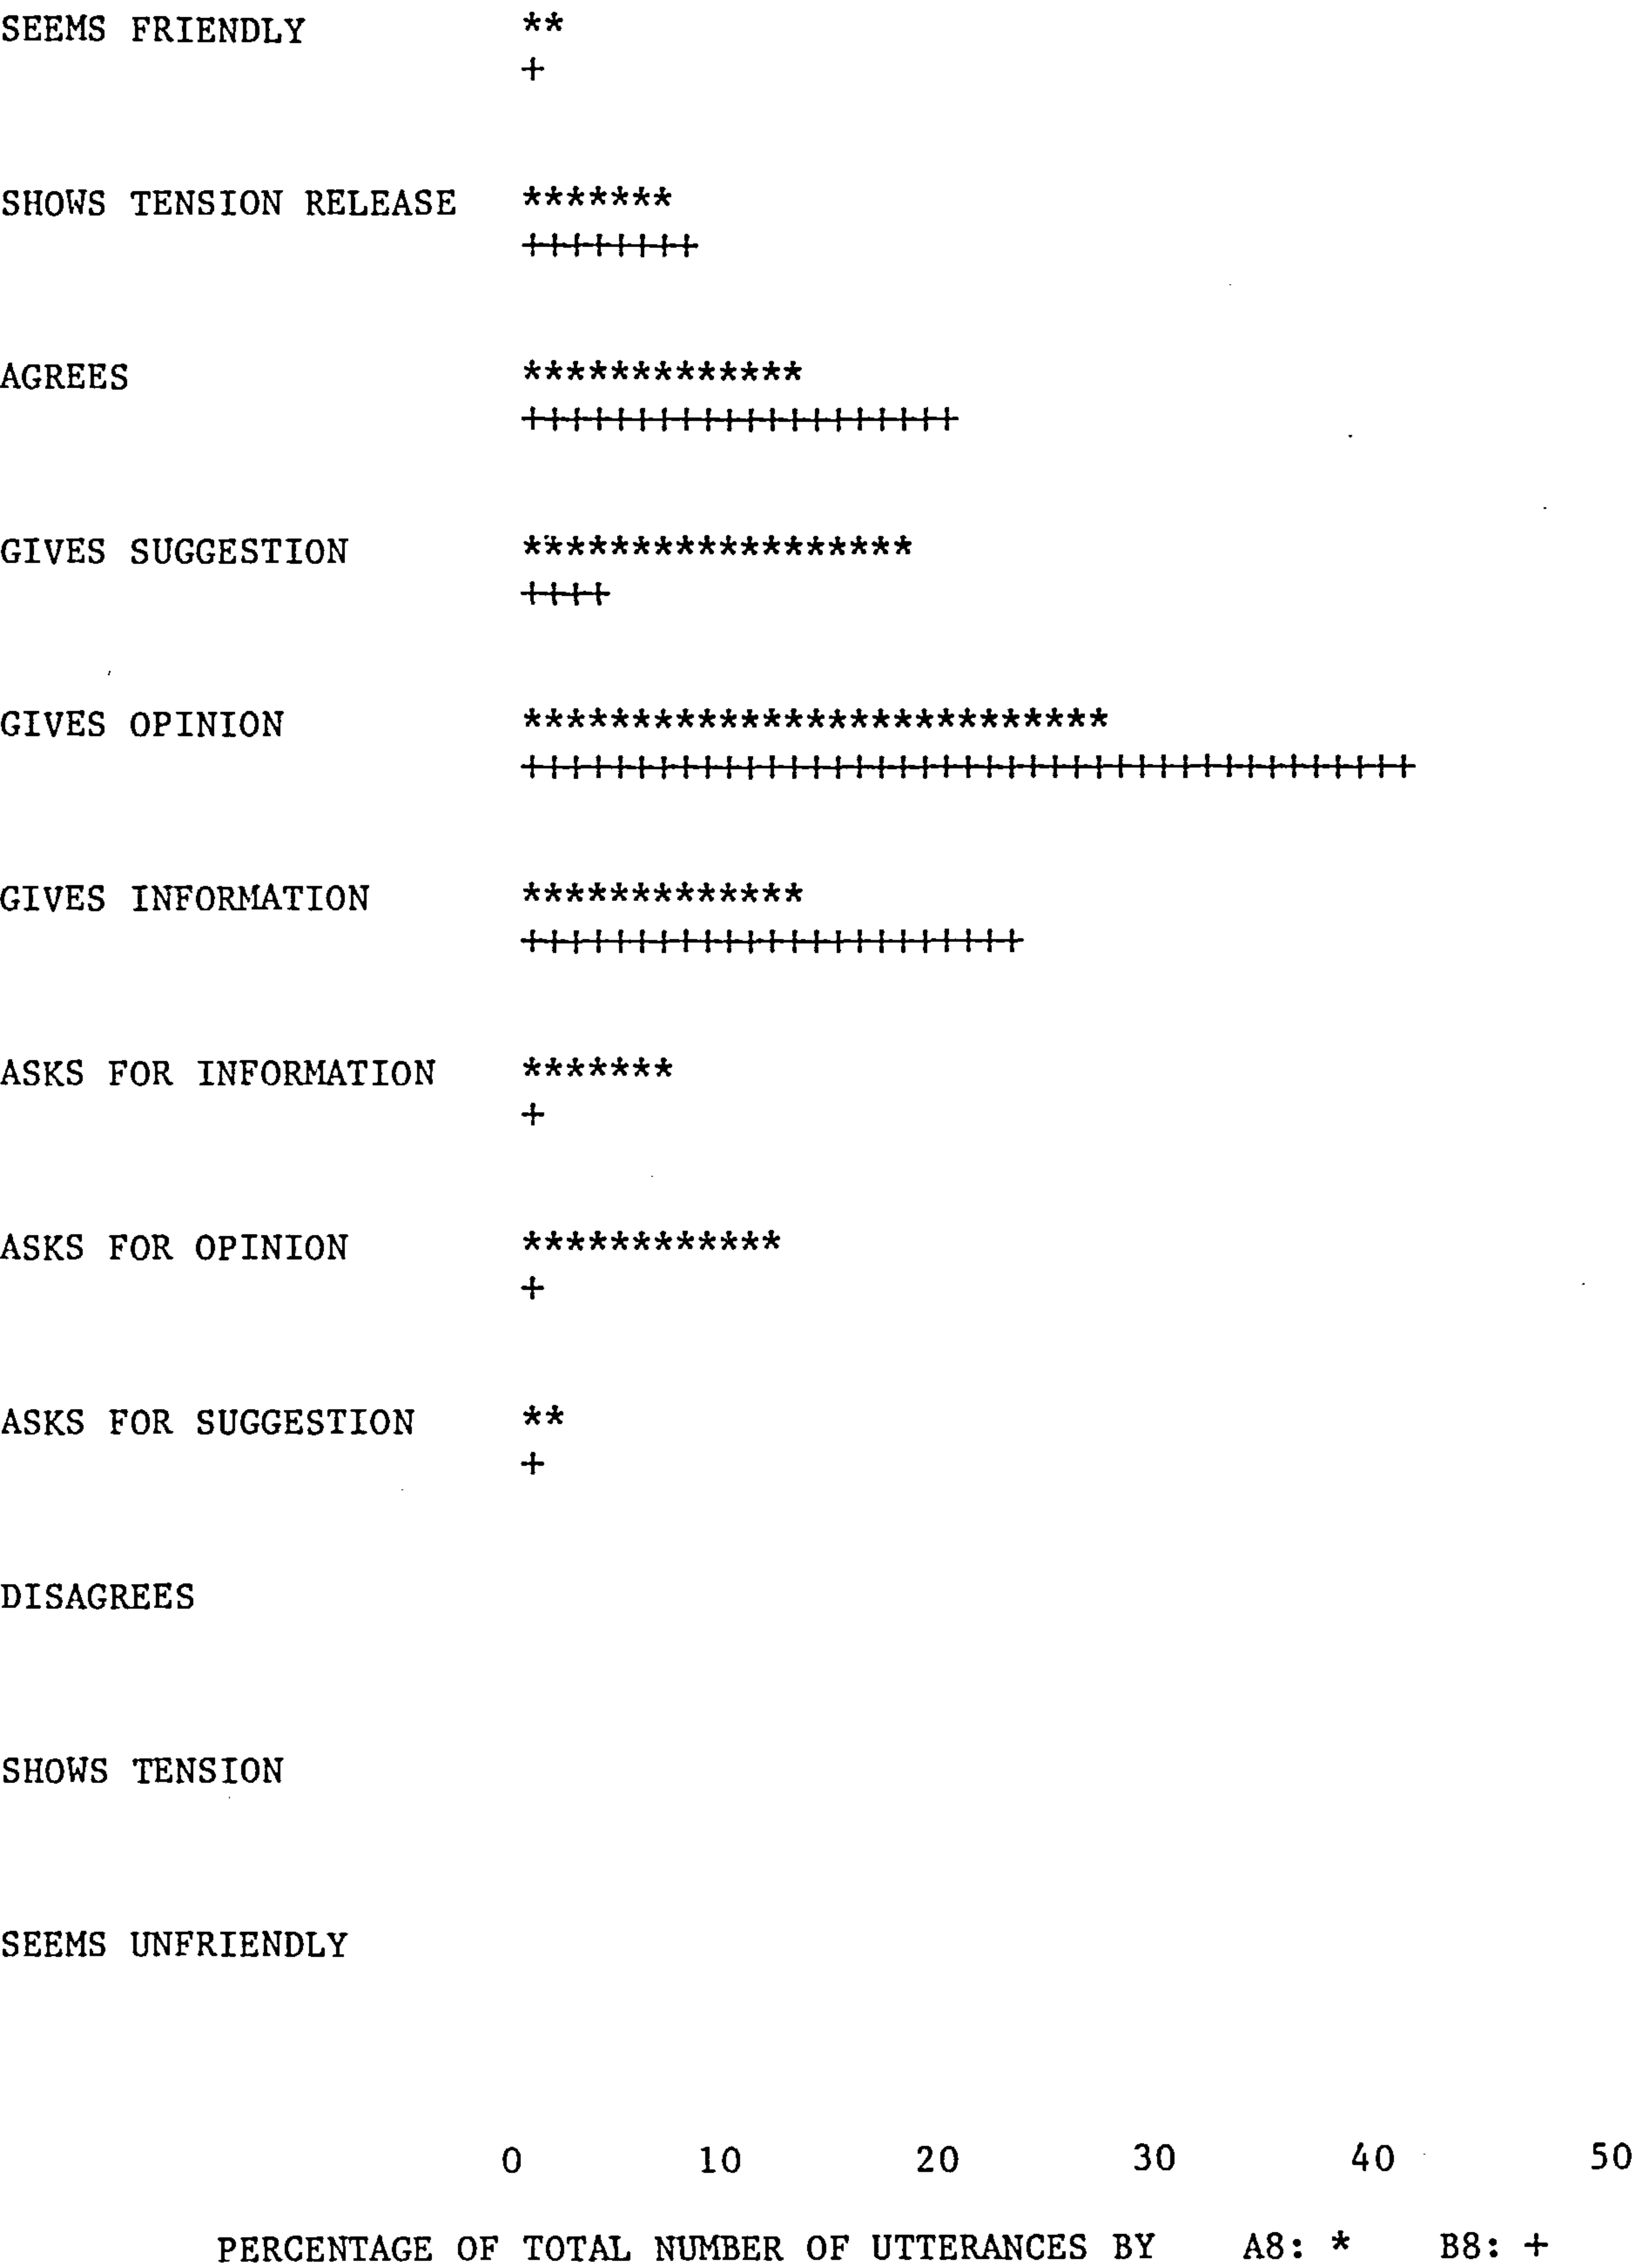 SEEMS FRIENDLY **
+
SHOWS TENSION RELEASE *******
++++++++
AGREES *************
++++++++++++++++++++
GIVES SUGGESTION ******************
++++
GIVES OPINION ***************************
+++++++++++++++++++++++++++++++++++++++++
GIVES INFORMATION *************
+++++++++++++++++++++++
ASKS FOR INFORMATION *******
+
ASKS FOR OPINION ************
+
ASKS FOR SUGGESTION **
+
DISAGREES
SHOWS TENSION
SEEMS UNFRIENDLY
0 10 20 30 40 50
PERCENTAGE OF TOTAL NUMBER OF UTTERANCES BY A8: * B8: +